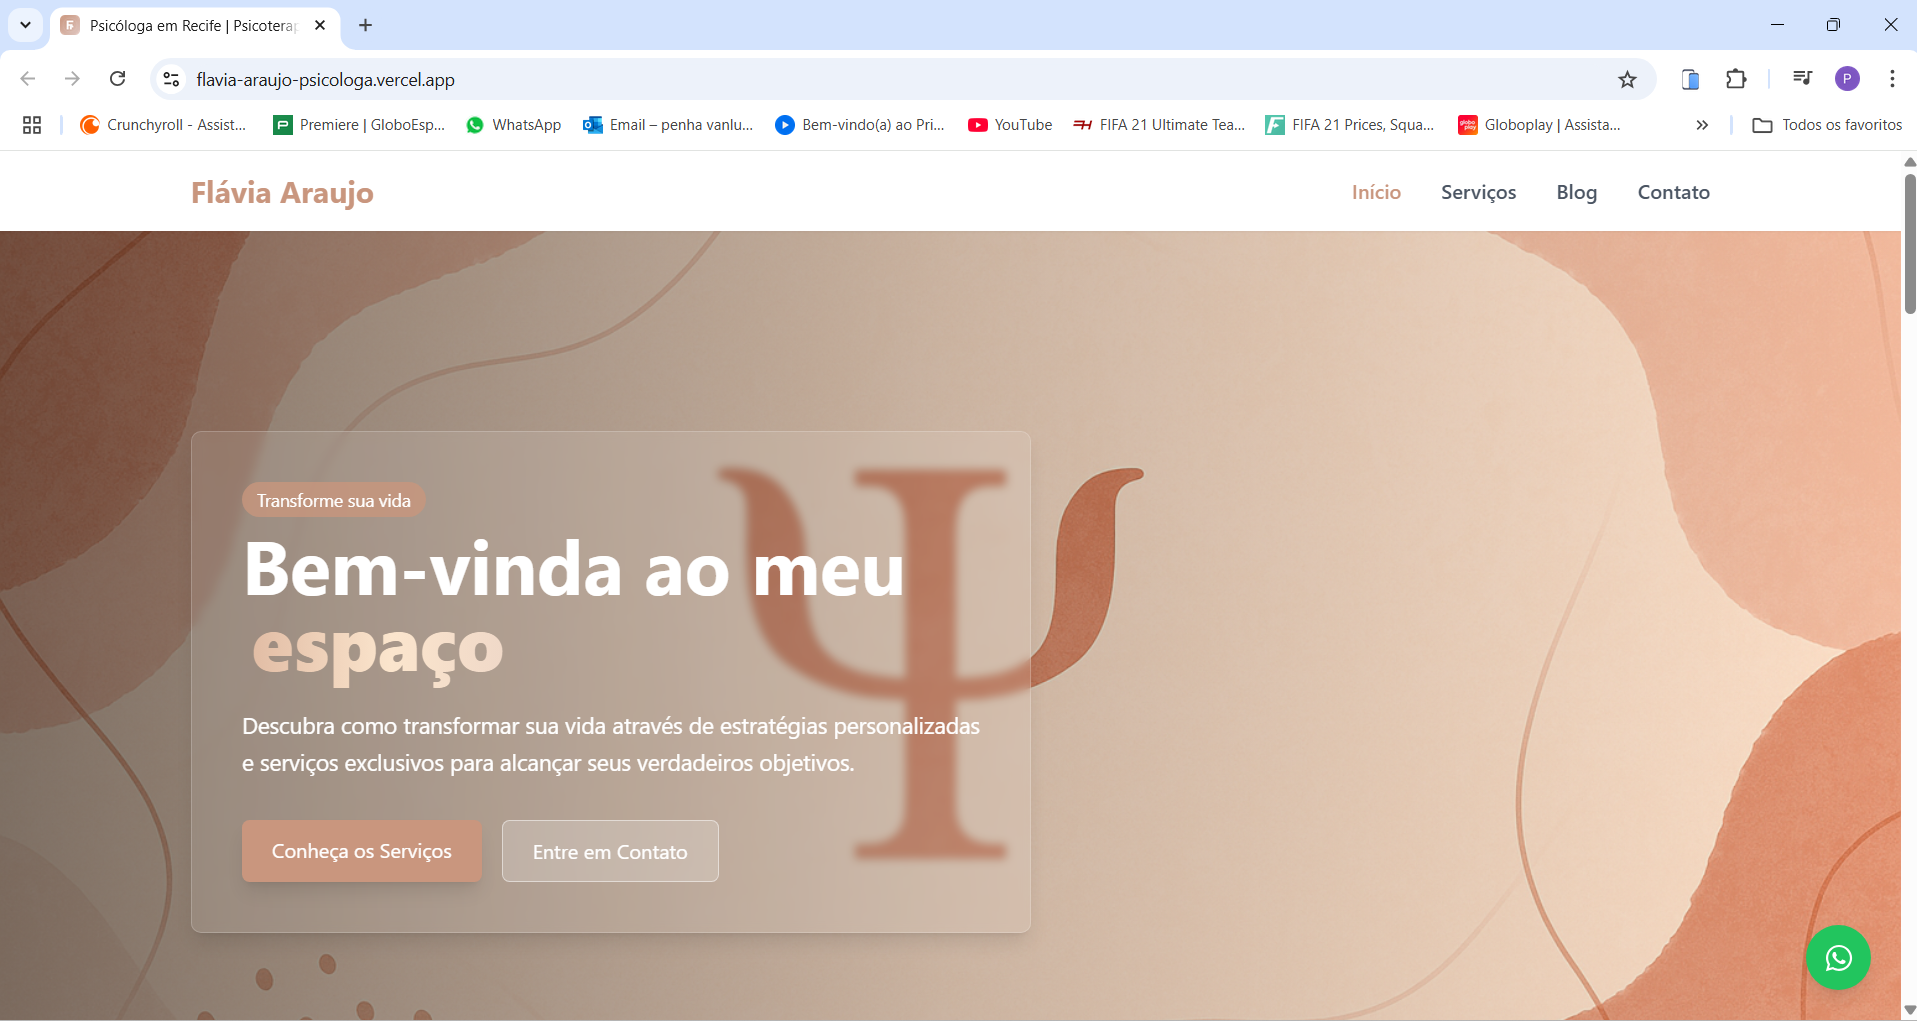 Psicóloga em Recife | Psicotera
flavia-araujo-psicologa.vercel.app
P
Crunchyroll - Assist...
Premiere | GloboEsp...
WhatsApp
Email – penha vanlu...
Bem-vindo(a) ao Pri...
YouTube
FIFA 21 Ultimate Tea...
FIFA 21 Prices, Squa...
Globoplay | Assista...
Todos os favoritos
Flávia Araujo
Início
Serviços
Blog
Contato
Transforme sua vida
Bem-vinda ao meu
espaço
Descubra como transformar sua vida através de estratégias personalizadas
e serviços exclusivos para alcançar seus verdadeiros objetivos.
Conheça os Serviços
Entre em Contato